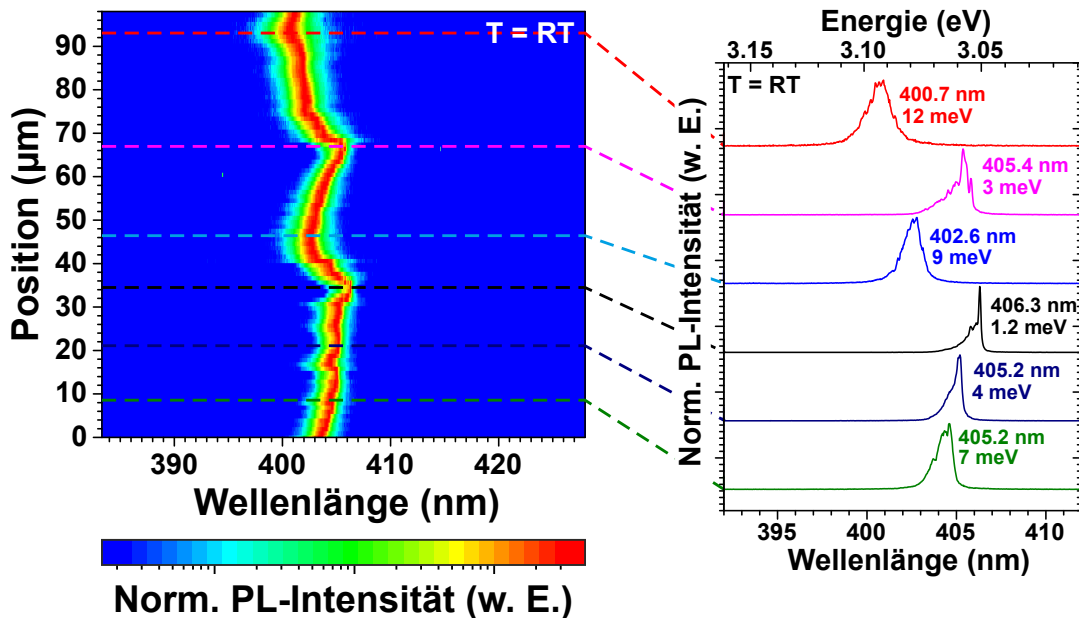 T = RT
Position (µm)
90
80
70
60
50
40
30
20
10
0
390
400
410
420
Wellenlänge (nm)
Norm. PL-Intensität (w. E.)
Energie (eV)
3.15
3.10
3.05
T = RT
Norm. PL-Intensität (w. E.)
400.7 nm
12 meV
405.4 nm
3 meV
402.6 nm
9 meV
406.3 nm
1.2 meV
405.2 nm
4 meV
405.2 nm
7 meV
395
400
405
410
Wellenlänge (nm)